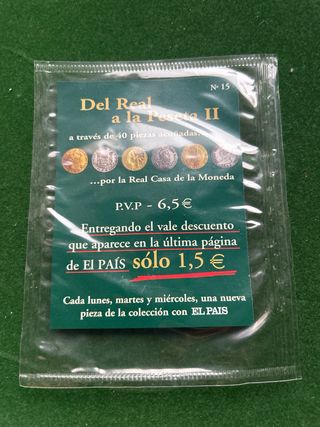 Nº 15
Del Real
a la Peseta II
a través de 40 piezas acuñadas...
...por la Real Casa de la Moneda
P.V.P - 6,5 €
Entregando el vale descuento
que aparece en la última página
de El PAÍS sólo 1,5 €
Cada lunes, martes y miércoles, una nueva
pieza de la colección con EL PAIS